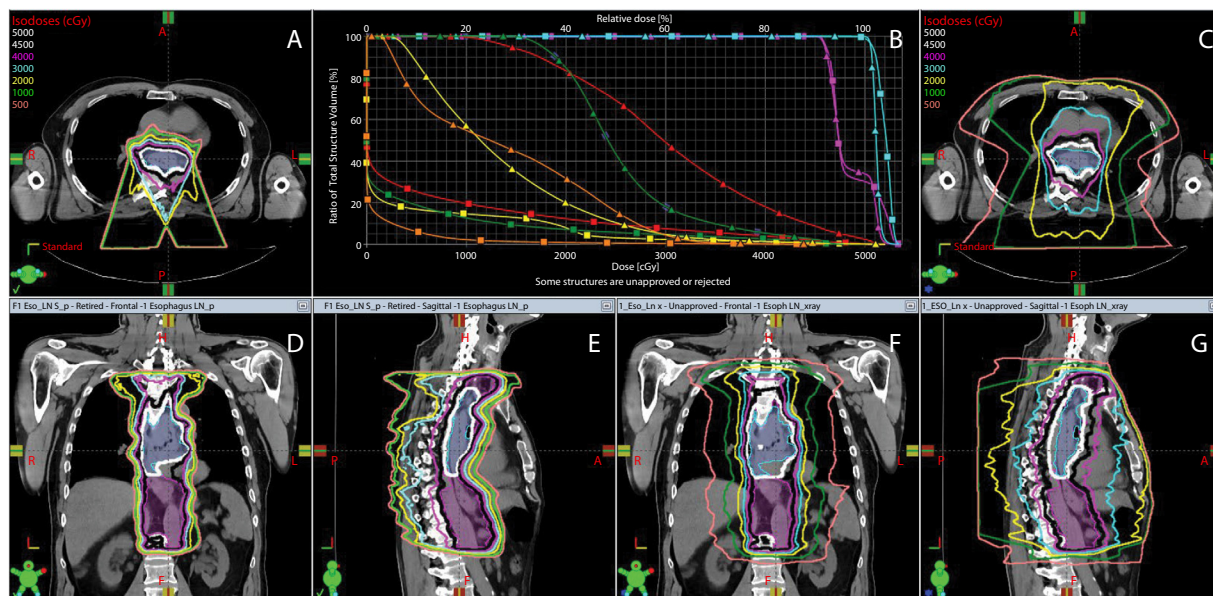 Isodoses (cGy)
5000
4500
4000
3000
2000
1000
500
A
A
R
L
Standard
P
Relative dose [%]
0
20
40
60
80
100
B
Ratio of Total Structure Volume [%]
100
80
60
40
20
0
0
1000
2000
3000
4000
5000
Dose [cGy]
Some structures are unapproved or rejected
Isodoses (cGy)
5000
4500
4000
3000
2000
1000
500
A
C
R
L
Standard
P
F1 Eso_LN S_p - Retired - Frontal -1 Esophagus LN_p
H
D
R
L
F
F1 Eso_LN S_p - Retired - Sagittal -1 Esophagus LN_p
H
E
P
A
F
1_Eso_Ln x - Unapproved - Frontal -1 Esoph LN_xray
H
F
R
L
F
1_ESO_Ln x - Unapproved - Sagittal -1 Esoph LN_xray
H
G
P
A
F